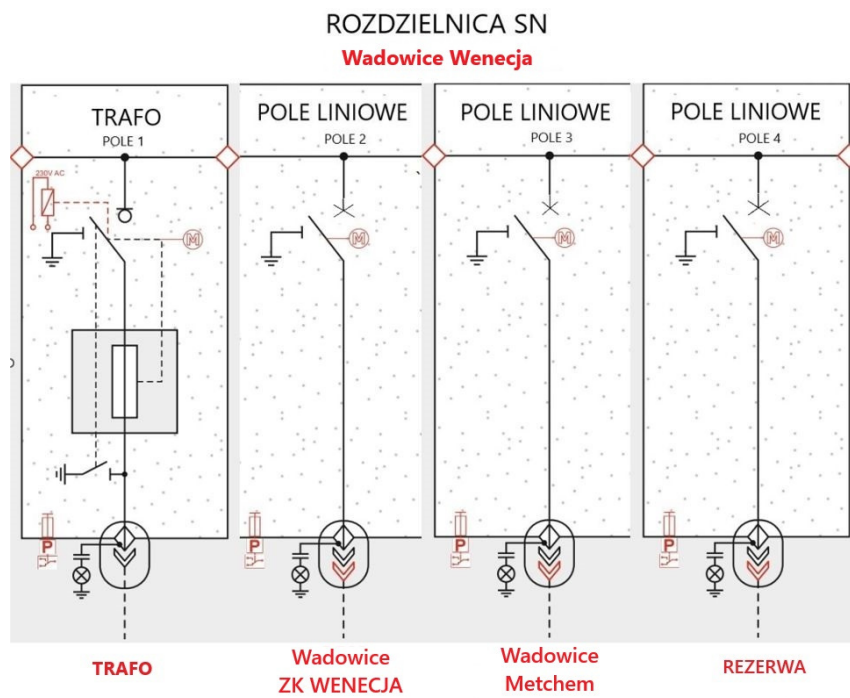 ROZDZIELNICA SN
Wadowice Wenecja
TRAFO
POLE 1
POLE LINIOWE
POLE 2
POLE LINIOWE
POLE 3
POLE LINIOWE
POLE 4
230V AC
M
M
M
M
P
P
P
P
TRAFO
Wadowice
ZK WENECJA
Wadowice
Metchem
REZERWA